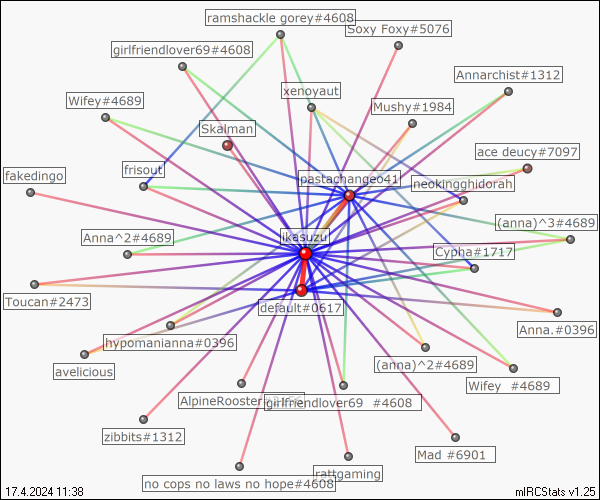 ramshackle gorey#4608
Soxy Foxy#5076
girlfriendlover69#4608
Annarchist#1312
xenoyaut
Wifey#4689
Mushy#1984
Skalman
ace deucy#7097
frisout
pastachangeo41
neokingghidorah
fakedingo
(anna)^3#4689
ikasuzu
Anna^2#4689
Cypha#1717
Toucan#2473
default#0617
Anna.#0396
hypomanianna#0396
avelicious
(anna)^2#4689
Wifey #4689
AlpineRooster
girlfriendlover69 #4608
zibbits#1312
Mad #6901
rattgaming
no cops no laws no hope#4608
17.4.2024 11:38
mIRCStats v1.25